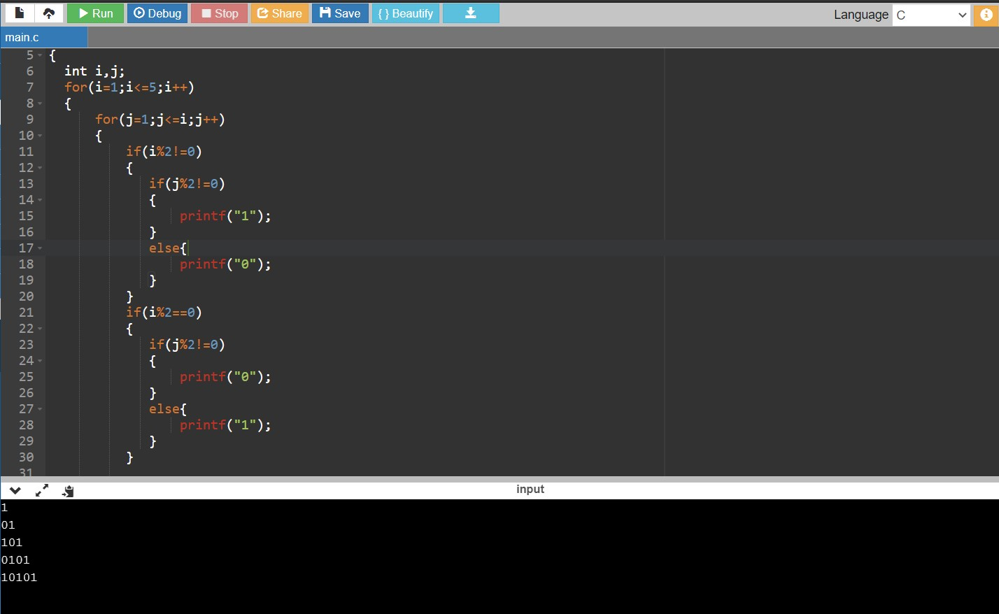 Run Debug Stop Share Save { } Beautify Language C
main.c
5 {
6 int i,j;
7 for(i=1;i<=5;i++)
8 {
9 for(j=1;j<=i;j++)
10 {
11 if(i%2!=0)
12 {
13 if(j%2!=0)
14 {
15 printf("1");
16 }
17 else{
18 printf("0");
19 }
20 }
21 if(i%2==0)
22 {
23 if(j%2!=0)
24 {
25 printf("0");
26 }
27 else{
28 printf("1");
29 }
30 }
31
input
1
01
101
0101
10101